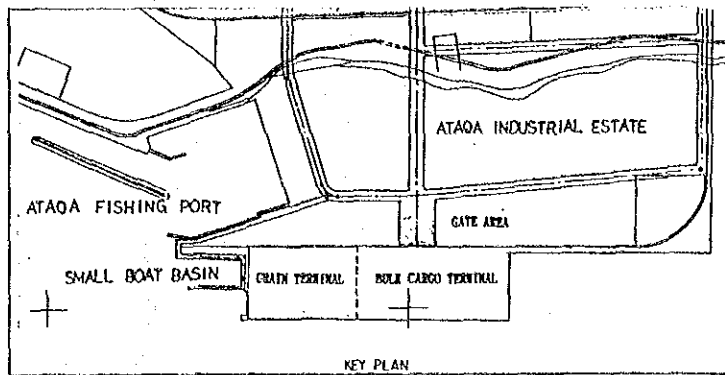 ATAQA INDUSTRIAL ESTATE
ATAQA FISHING PORT
GATE AREA
SMALL BOAT BASIN
GRAIN TERMINAL
BULK CARGO TERMINAL
KEY PLAN